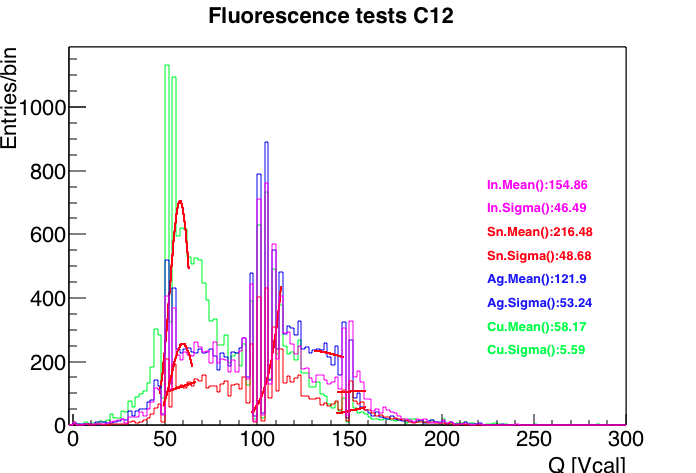 Fluorescence tests C12
Entries/bin
1000
800
600
400
200
0
In.Mean():154.86
In.Sigma():46.49
Sn.Mean():216.48
Sn.Sigma():48.68
Ag.Mean():121.9
Ag.Sigma():53.24
Cu.Mean():58.17
Cu.Sigma():5.59
0 50 100 150 200 250 300
Q [Vcal]